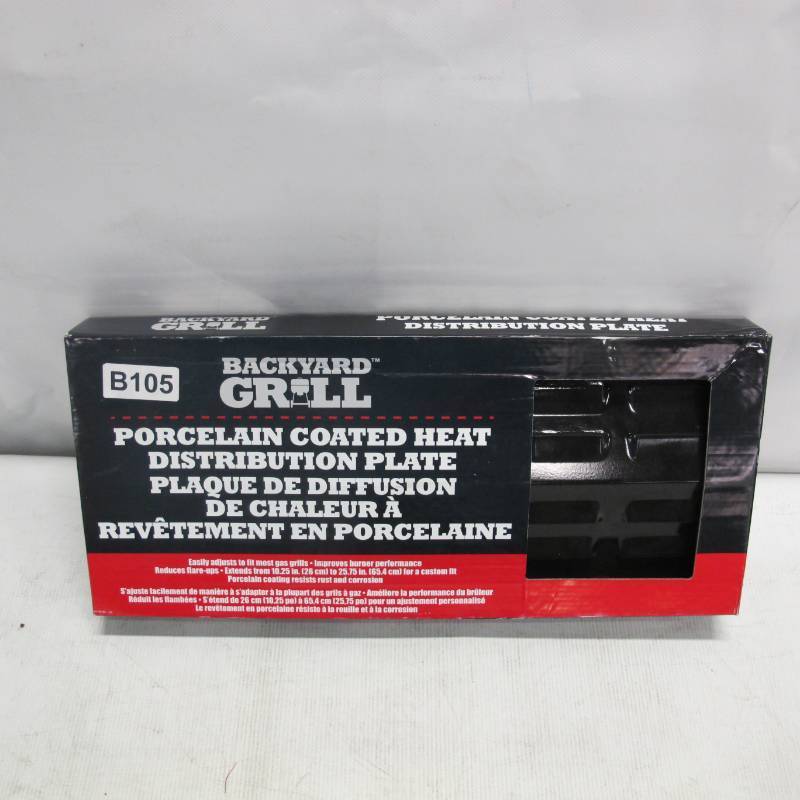 BACKYARD
GRILL
PORCELAIN COATED HEAT
DISTRIBUTION PLATE
B105
BACKYARD™
GRILL
PORCELAIN COATED HEAT
DISTRIBUTION PLATE
PLAQUE DE DIFFUSION
DE CHALEUR À
REVÊTEMENT EN PORCELAINE
Easily adjusts to fit most gas grills • Improves burner performance
Reduces flare-ups • Extends from 10.25 in. (26 cm) to 25.75 in. (65.4 cm) for a custom fit
Porcelain coating resists rust and corrosion
S'ajuste facilement de manière à s'adapter à la plupart des grils à gaz • Améliore la performance du brûleur
Réduit les flambées • S'étend de 26 cm (10,25 po) à 65.4 cm (25,75 po) pour un ajustement personnalisé
Le revêtement en porcelaine résiste à la rouille et à la corrosion